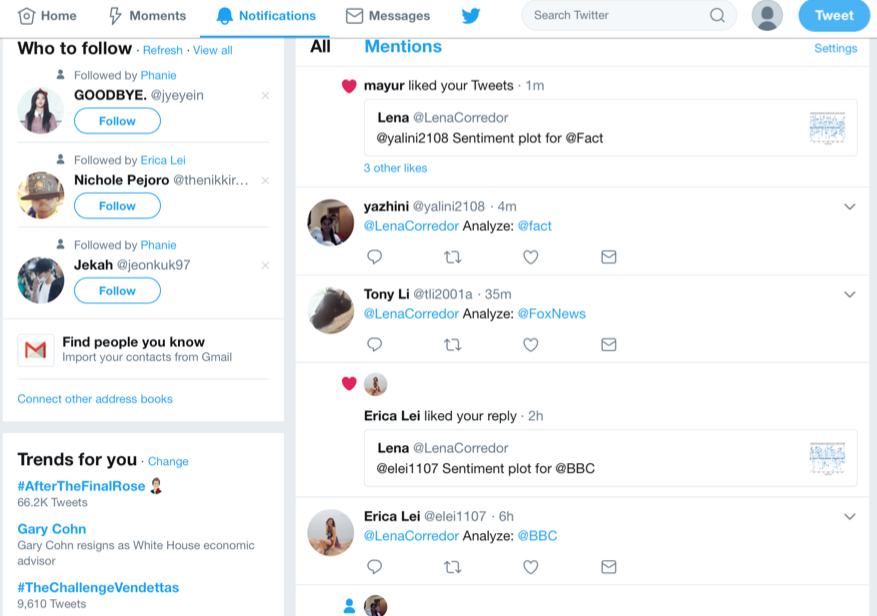 Home
Moments
Notifications
Messages
Search Twitter
Tweet
Who to follow · Refresh · View all
Followed by Phanie
GOODBYE. @jyeyein
Follow
Followed by Erica Lei
Nichole Pejoro @thenikkir...
Follow
Followed by Phanie
Jekah @jeonkuk97
Follow
Find people you know
Import your contacts from Gmail
Connect other address books
Trends for you · Change
#AfterTheFinalRose
66.2K Tweets
Gary Cohn
Gary Cohn resigns as White House economic
advisor
#TheChallengeVendettas
9,610 Tweets
All
Mentions
Settings
mayur liked your Tweets · 1m
Lena @LenaCorredor
@yalini2108 Sentiment plot for @Fact
3 other likes
yazhini @yalini2108 · 4m
@LenaCorredor Analyze: @fact
Tony Li @tli2001a · 35m
@LenaCorredor Analyze: @FoxNews
Erica Lei liked your reply · 2h
Lena @LenaCorredor
@elei1107 Sentiment plot for @BBC
Erica Lei @elei1107 · 6h
@LenaCorredor Analyze: @BBC